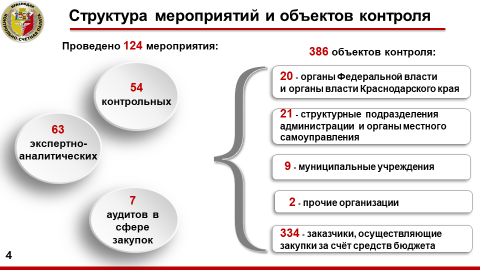 Структура мероприятий и объектов контроля
Проведено 124 мероприятия:
54
контрольных
63
экспертно-
аналитических
7
аудитов в
сфере
закупок
386 объектов контроля:
20 - органы Федеральной власти
и органы власти Краснодарского края
21 - структурные подразделения
администрации и органы местного
самоуправления
9 - муниципальные учреждения
2 - прочие организации
334 - заказчики, осуществляющие
закупки за счёт средств бюджета
4